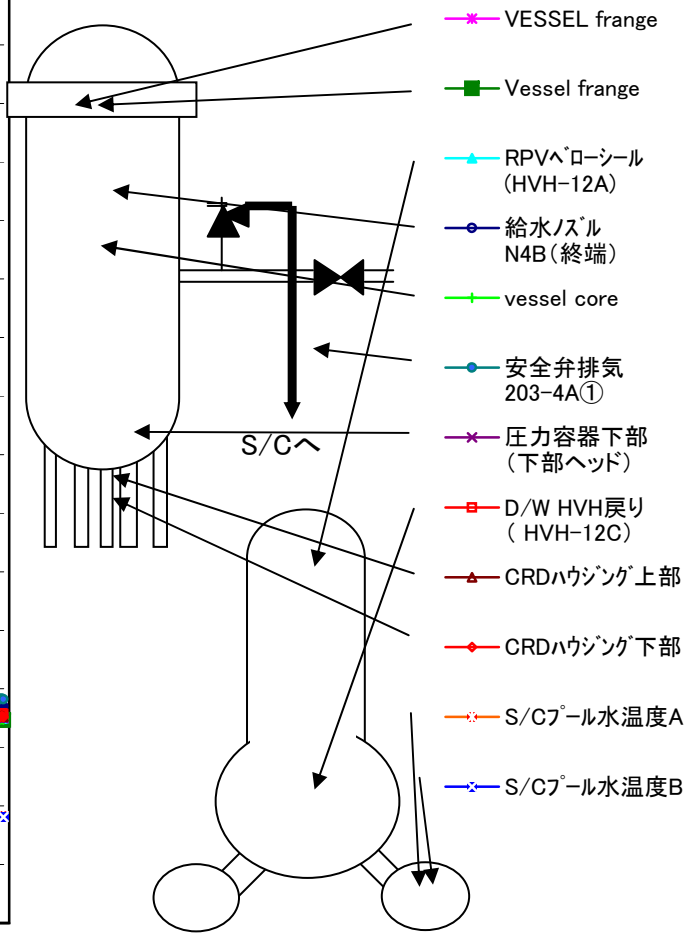 VESSEL frange
Vessel frange
RPVﾍﾞﾛｰｼｰﾙ
(HVH-12A)
給水ﾉｽﾞﾙ
N4B（終端）
vessel core
安全弁排気
203-4A①
圧力容器下部
（下部ヘッド）
D/W HVH戻り
( HVH-12C)
CRDﾊｳｼﾞﾝｸﾞ上部
CRDﾊｳｼﾞﾝｸﾞ下部
S/Cﾌﾟｰﾙ水温度A
S/Cﾌﾟｰﾙ水温度B
S/Cへ